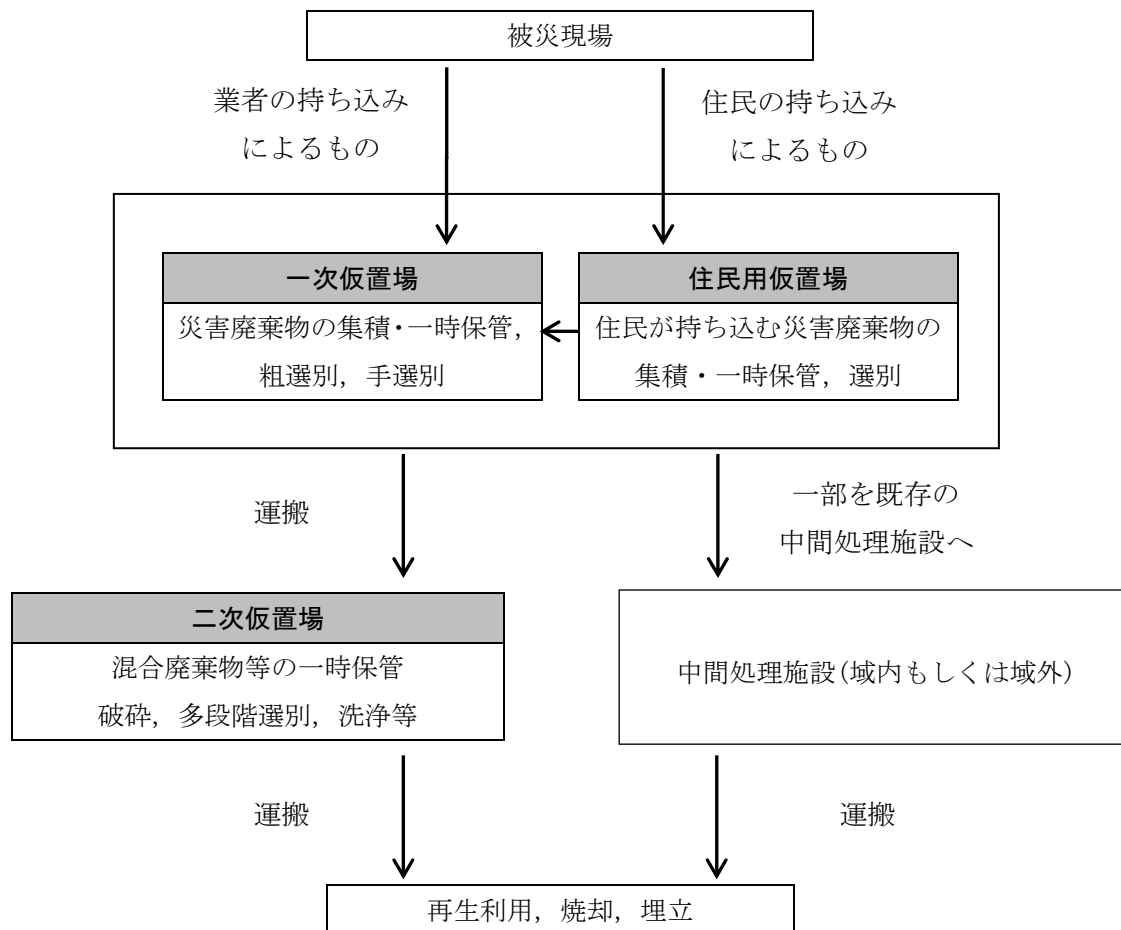 被災現場
業者の持ち込み
によるもの
住民の持ち込み
によるもの
一次仮置場
災害廃棄物の集積・一時保管，
粗選別，手選別
住民用仮置場
住民が持ち込む災害廃棄物の
集積・一時保管，選別
運搬
一部を既存の
中間処理施設へ
二次仮置場
混合廃棄物等の一時保管
破砕，多段階選別，洗浄等
中間処理施設(域内もしくは域外)
運搬
運搬
再生利用，焼却，埋立